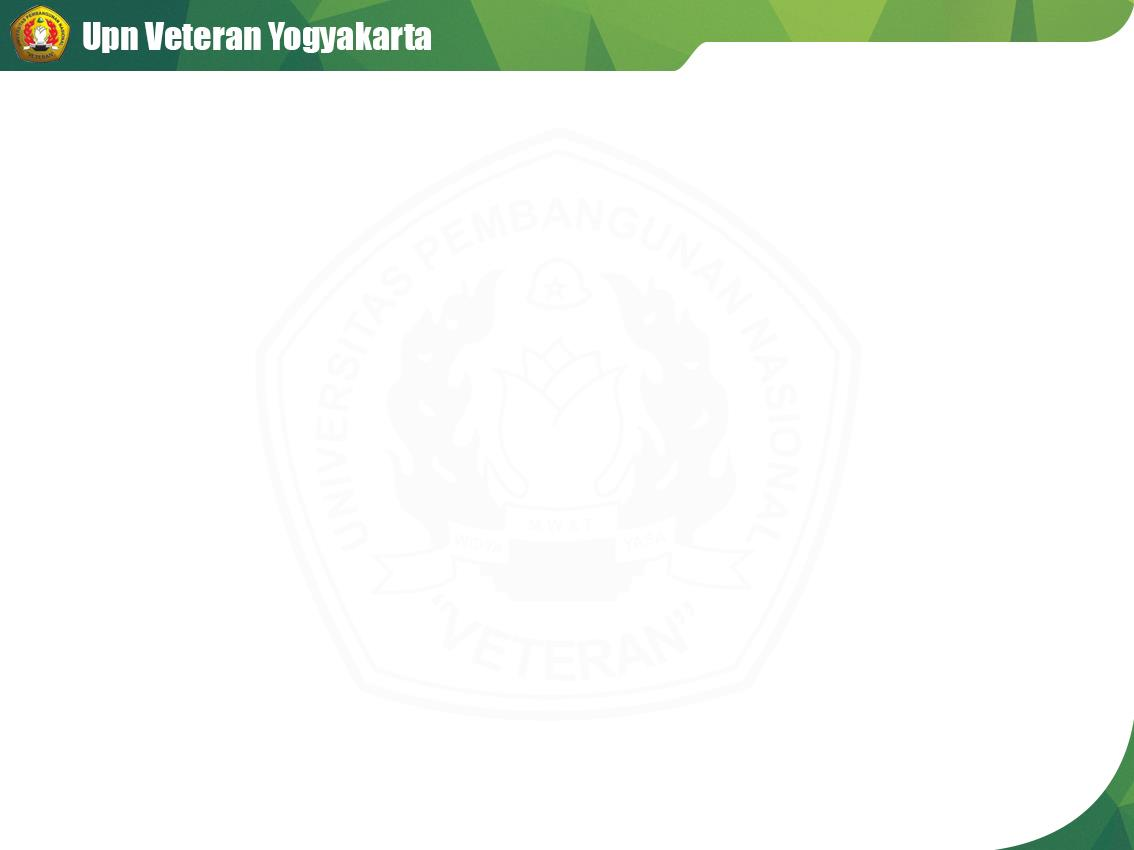 Upn Veteran Yogyakarta
UNIVERSITAS PEMBANGUNAN NASIONAL
M W A T
WIDYA
YASA
"VETERAN"